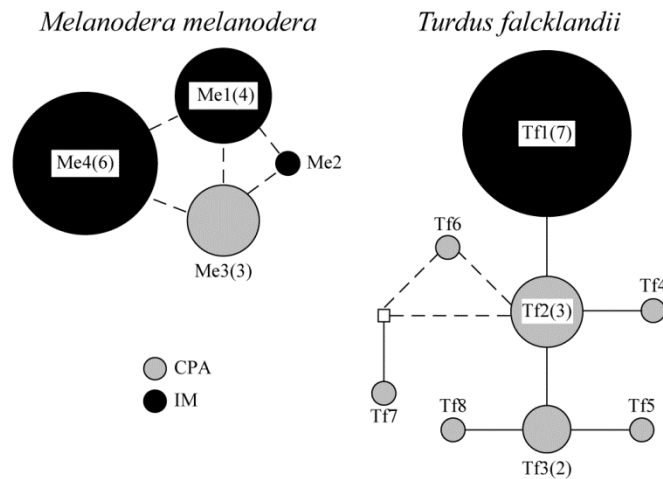 Melanodera melanodera
Turdus falcklandii
Me1(4)
Me4(6)
Me2
Me3(3)
CPA
IM
Tf1(7)
Tf6
Tf2(3)
Tf4
Tf7
Tf8
Tf5
Tf3(2)